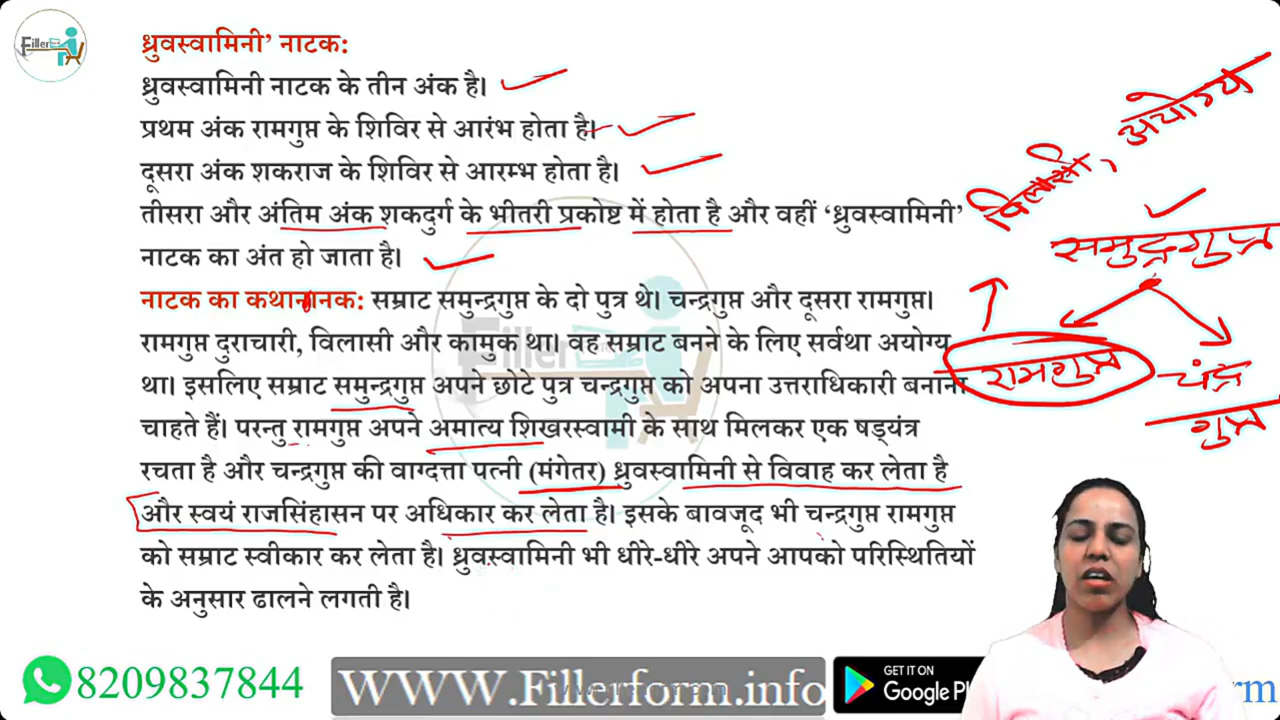 Filler
ध्रुवस्वामिनी’ नाटक:
ध्रुवस्वामिनी नाटक के तीन अंक है।
प्रथम अंक रामगुप्त के शिविर से आरंभ होता है।
दूसरा अंक शकराज के शिविर से आरम्भ होता है।
तीसरा और अंतिम अंक शकदुर्ग के भीतरी प्रकोष्ट में होता है और वहीं ‘ध्रुवस्वामिनी’
नाटक का अंत हो जाता है।
नाटक का कथानानक: सम्राट समुन्द्रगुप्त के दो पुत्र थे। चन्द्रगुप्त और दूसरा रामगुप्त।
रामगुप्त दुराचारी, विलासी और कामुक था। वह सम्राट बनने के लिए सर्वथा अयोग्य
था। इसलिए सम्राट समुन्द्रगुप्त अपने छोटे पुत्र चन्द्रगुप्त को अपना उत्तराधिकारी बनाना
चाहते हैं। परन्तु रामगुप्त अपने अमात्य शिखरस्वामी के साथ मिलकर एक षड्यंत्र
रचता है और चन्द्रगुप्त की वाग्दत्ता पत्नी (मंगेतर) ध्रुवस्वामिनी से विवाह कर लेता है
और स्वयं राजसिंहासन पर अधिकार कर लेता है। इसके बावजूद भी चन्द्रगुप्त रामगुप्त
को सम्राट स्वीकार कर लेता है। ध्रुवस्वामिनी भी धीरे-धीरे अपने आपको परिस्थितियों
के अनुसार ढालने लगती है।
विलासी, अयोग्य
समुद्रगुप्त
रामगुप्त
चंद्र
गुप्त
8209837844
WWW.Fillerform.info
GET IT ON
Google Pl
rm